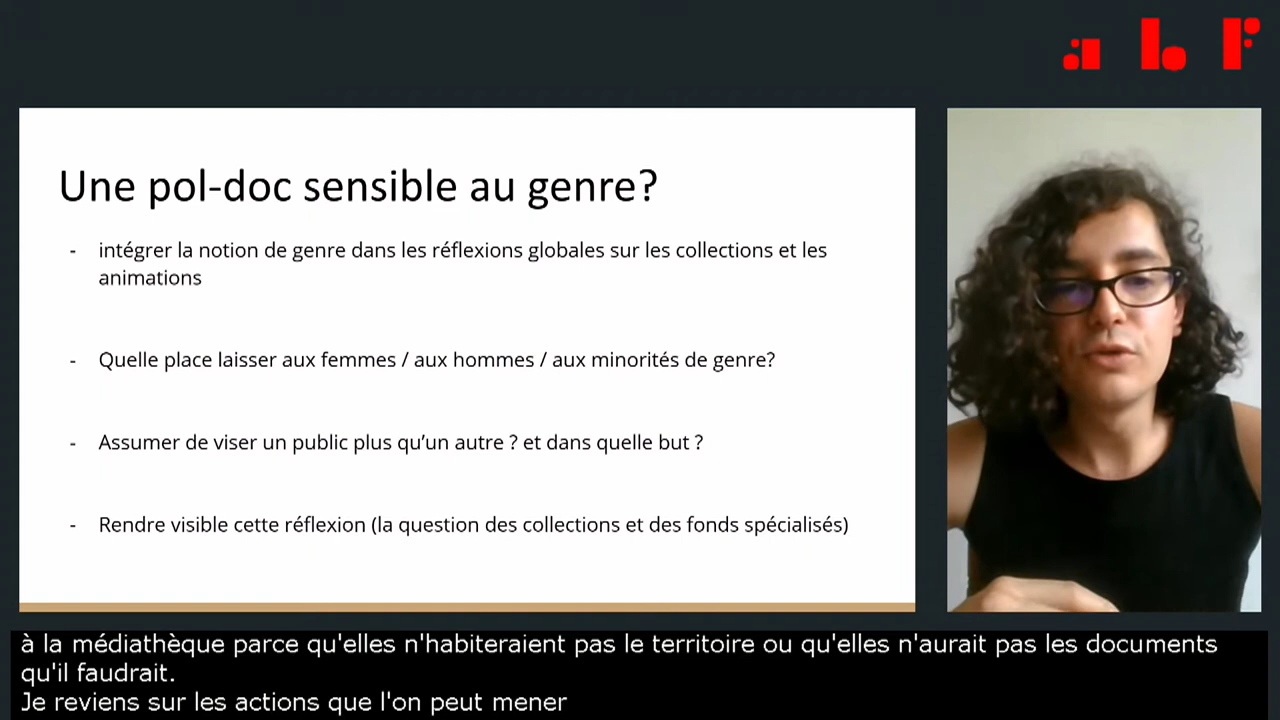 abf
Une pol-doc sensible au genre?
- intégrer la notion de genre dans les réflexions globales sur les collections et les
animations
- Quelle place laisser aux femmes / aux hommes / aux minorités de genre?
- Assumer de viser un public plus qu’un autre ? et dans quelle but ?
- Rendre visible cette réflexion (la question des collections et des fonds spécialisés)
à la médiathèque parce qu'elles n'habiteraient pas le territoire ou qu'elles n'aurait pas les documents
qu'il faudrait.
Je reviens sur les actions que l'on peut mener